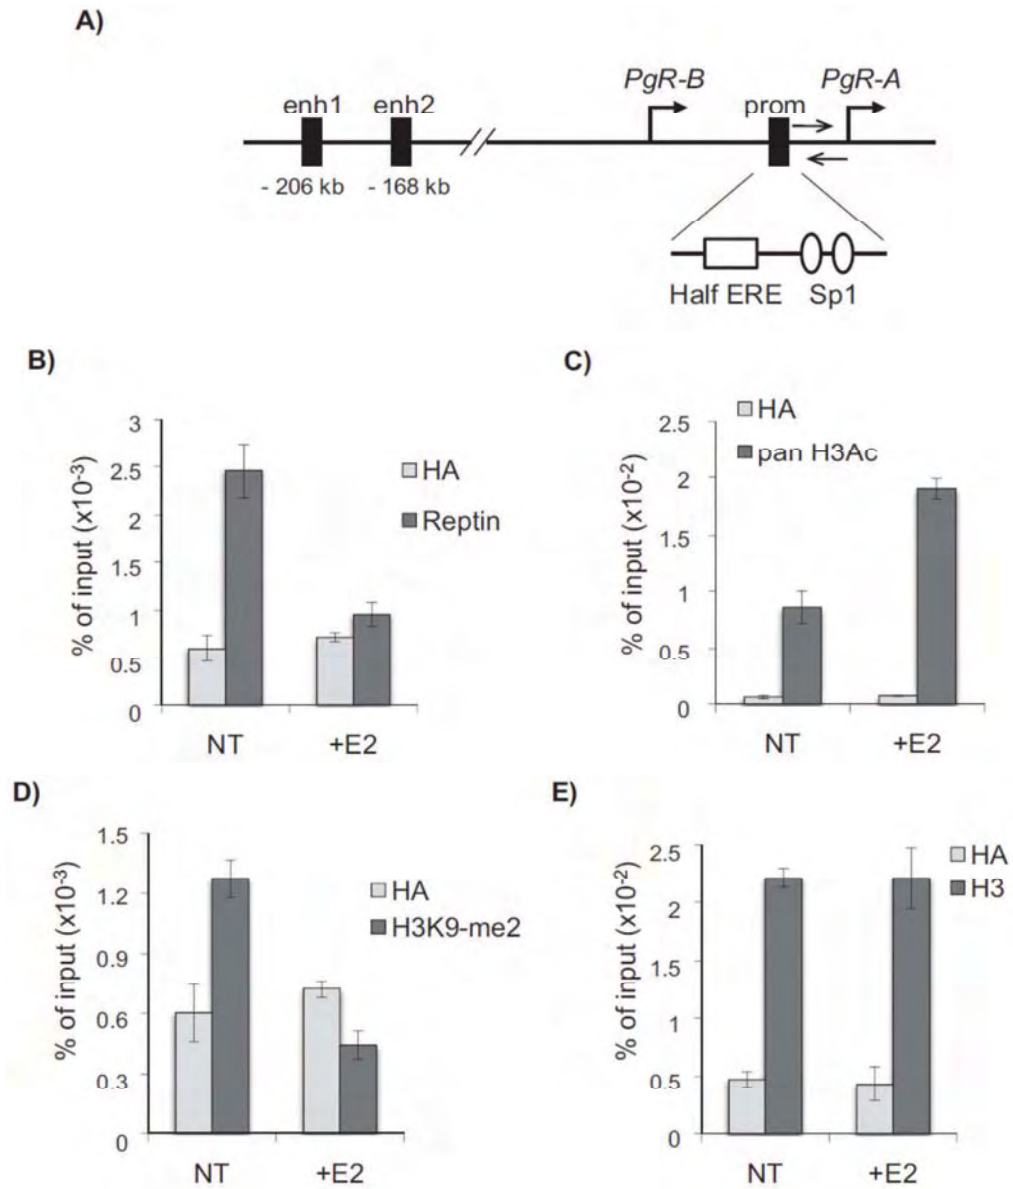 A)
PgR-B
PgR-A
enh1
enh2
prom
- 206 kb
- 168 kb
Half ERE
Sp1
B)
% of input (x10-3)
3
2.5
2
1.5
1
0.5
0
HA
Reptin
NT
+E2
C)
% of input (x10-2)
2.5
2
1.5
1
0.5
0
HA
pan H3Ac
NT
+E2
D)
% of input (x10-3)
1.5
1.2
0.9
0.6
0.3
0
HA
H3K9-me2
NT
+E2
E)
% of input (x10-2)
2.5
2
1.5
1
0.5
0
HA
H3
NT
+E2